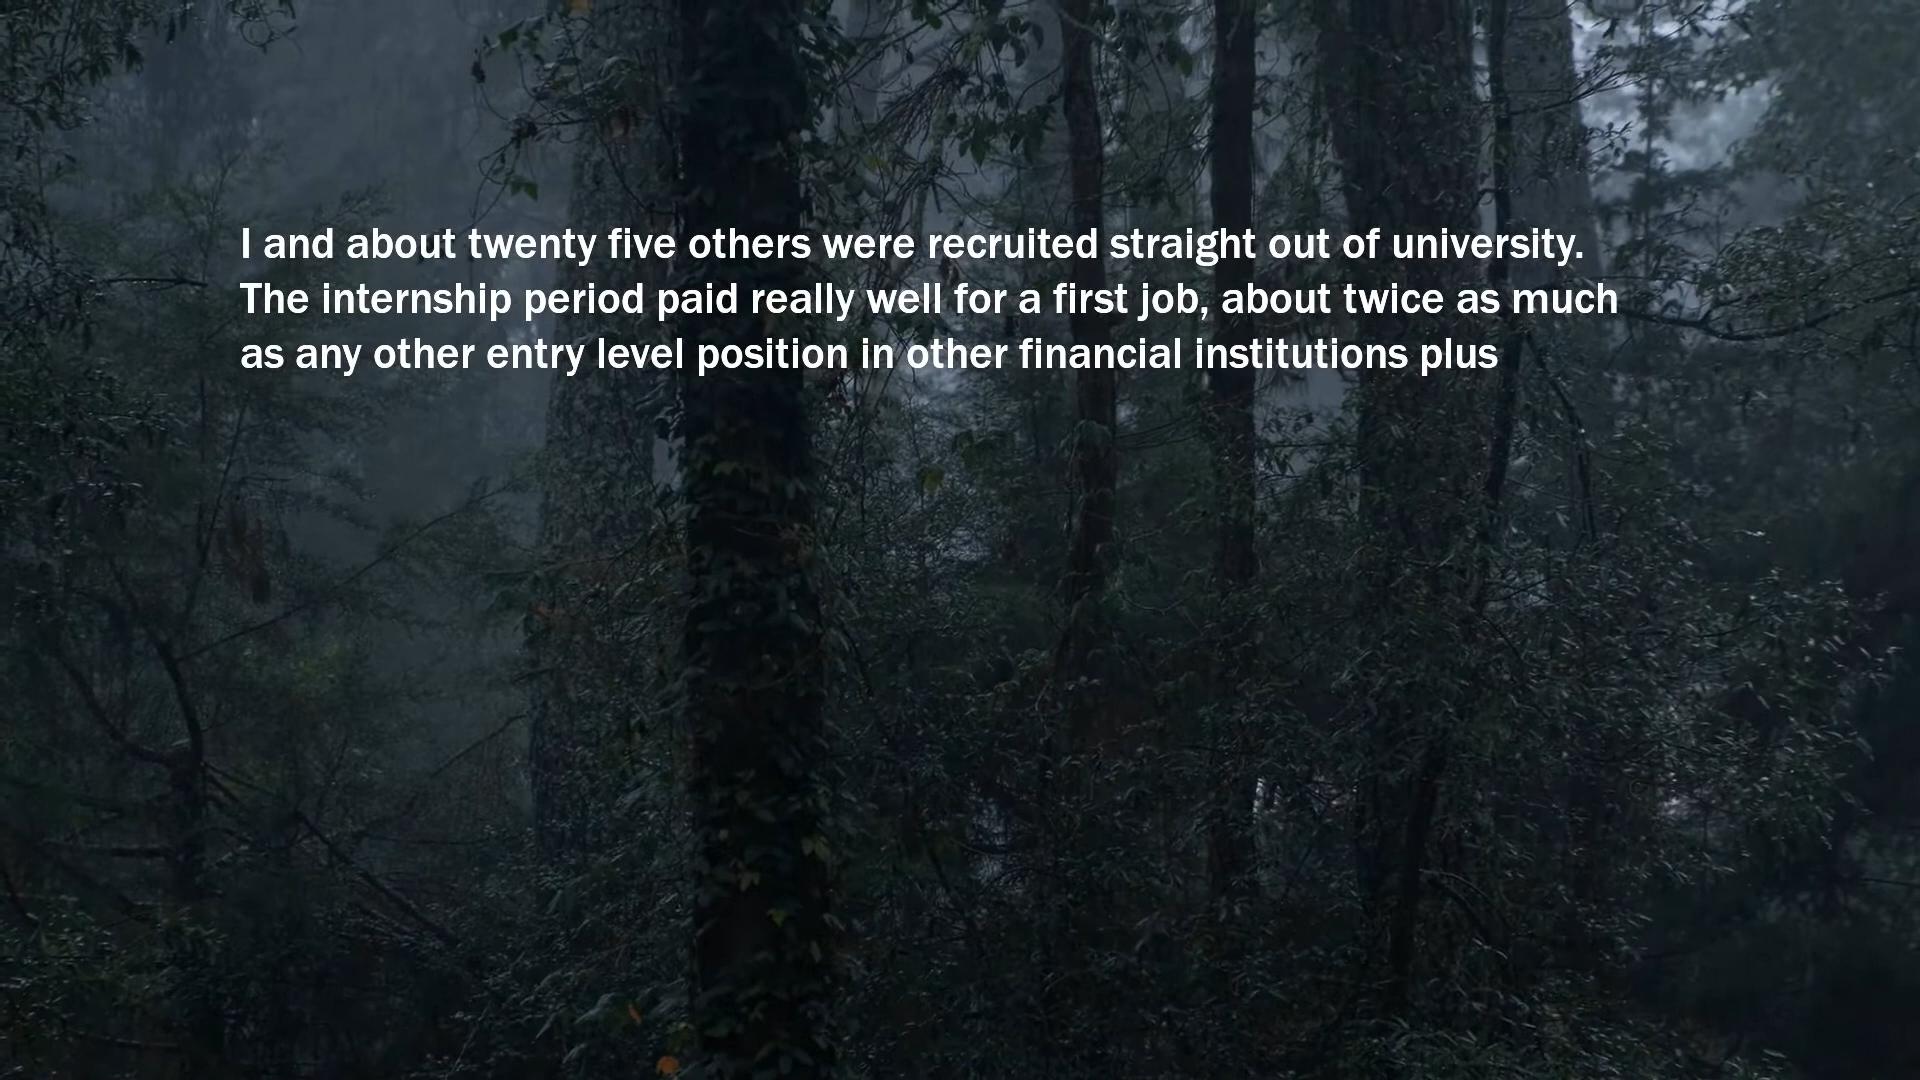 I and about twenty five others were recruited straight out of university.
The internship period paid really well for a first job, about twice as much
as any other entry level position in other financial institutions plus